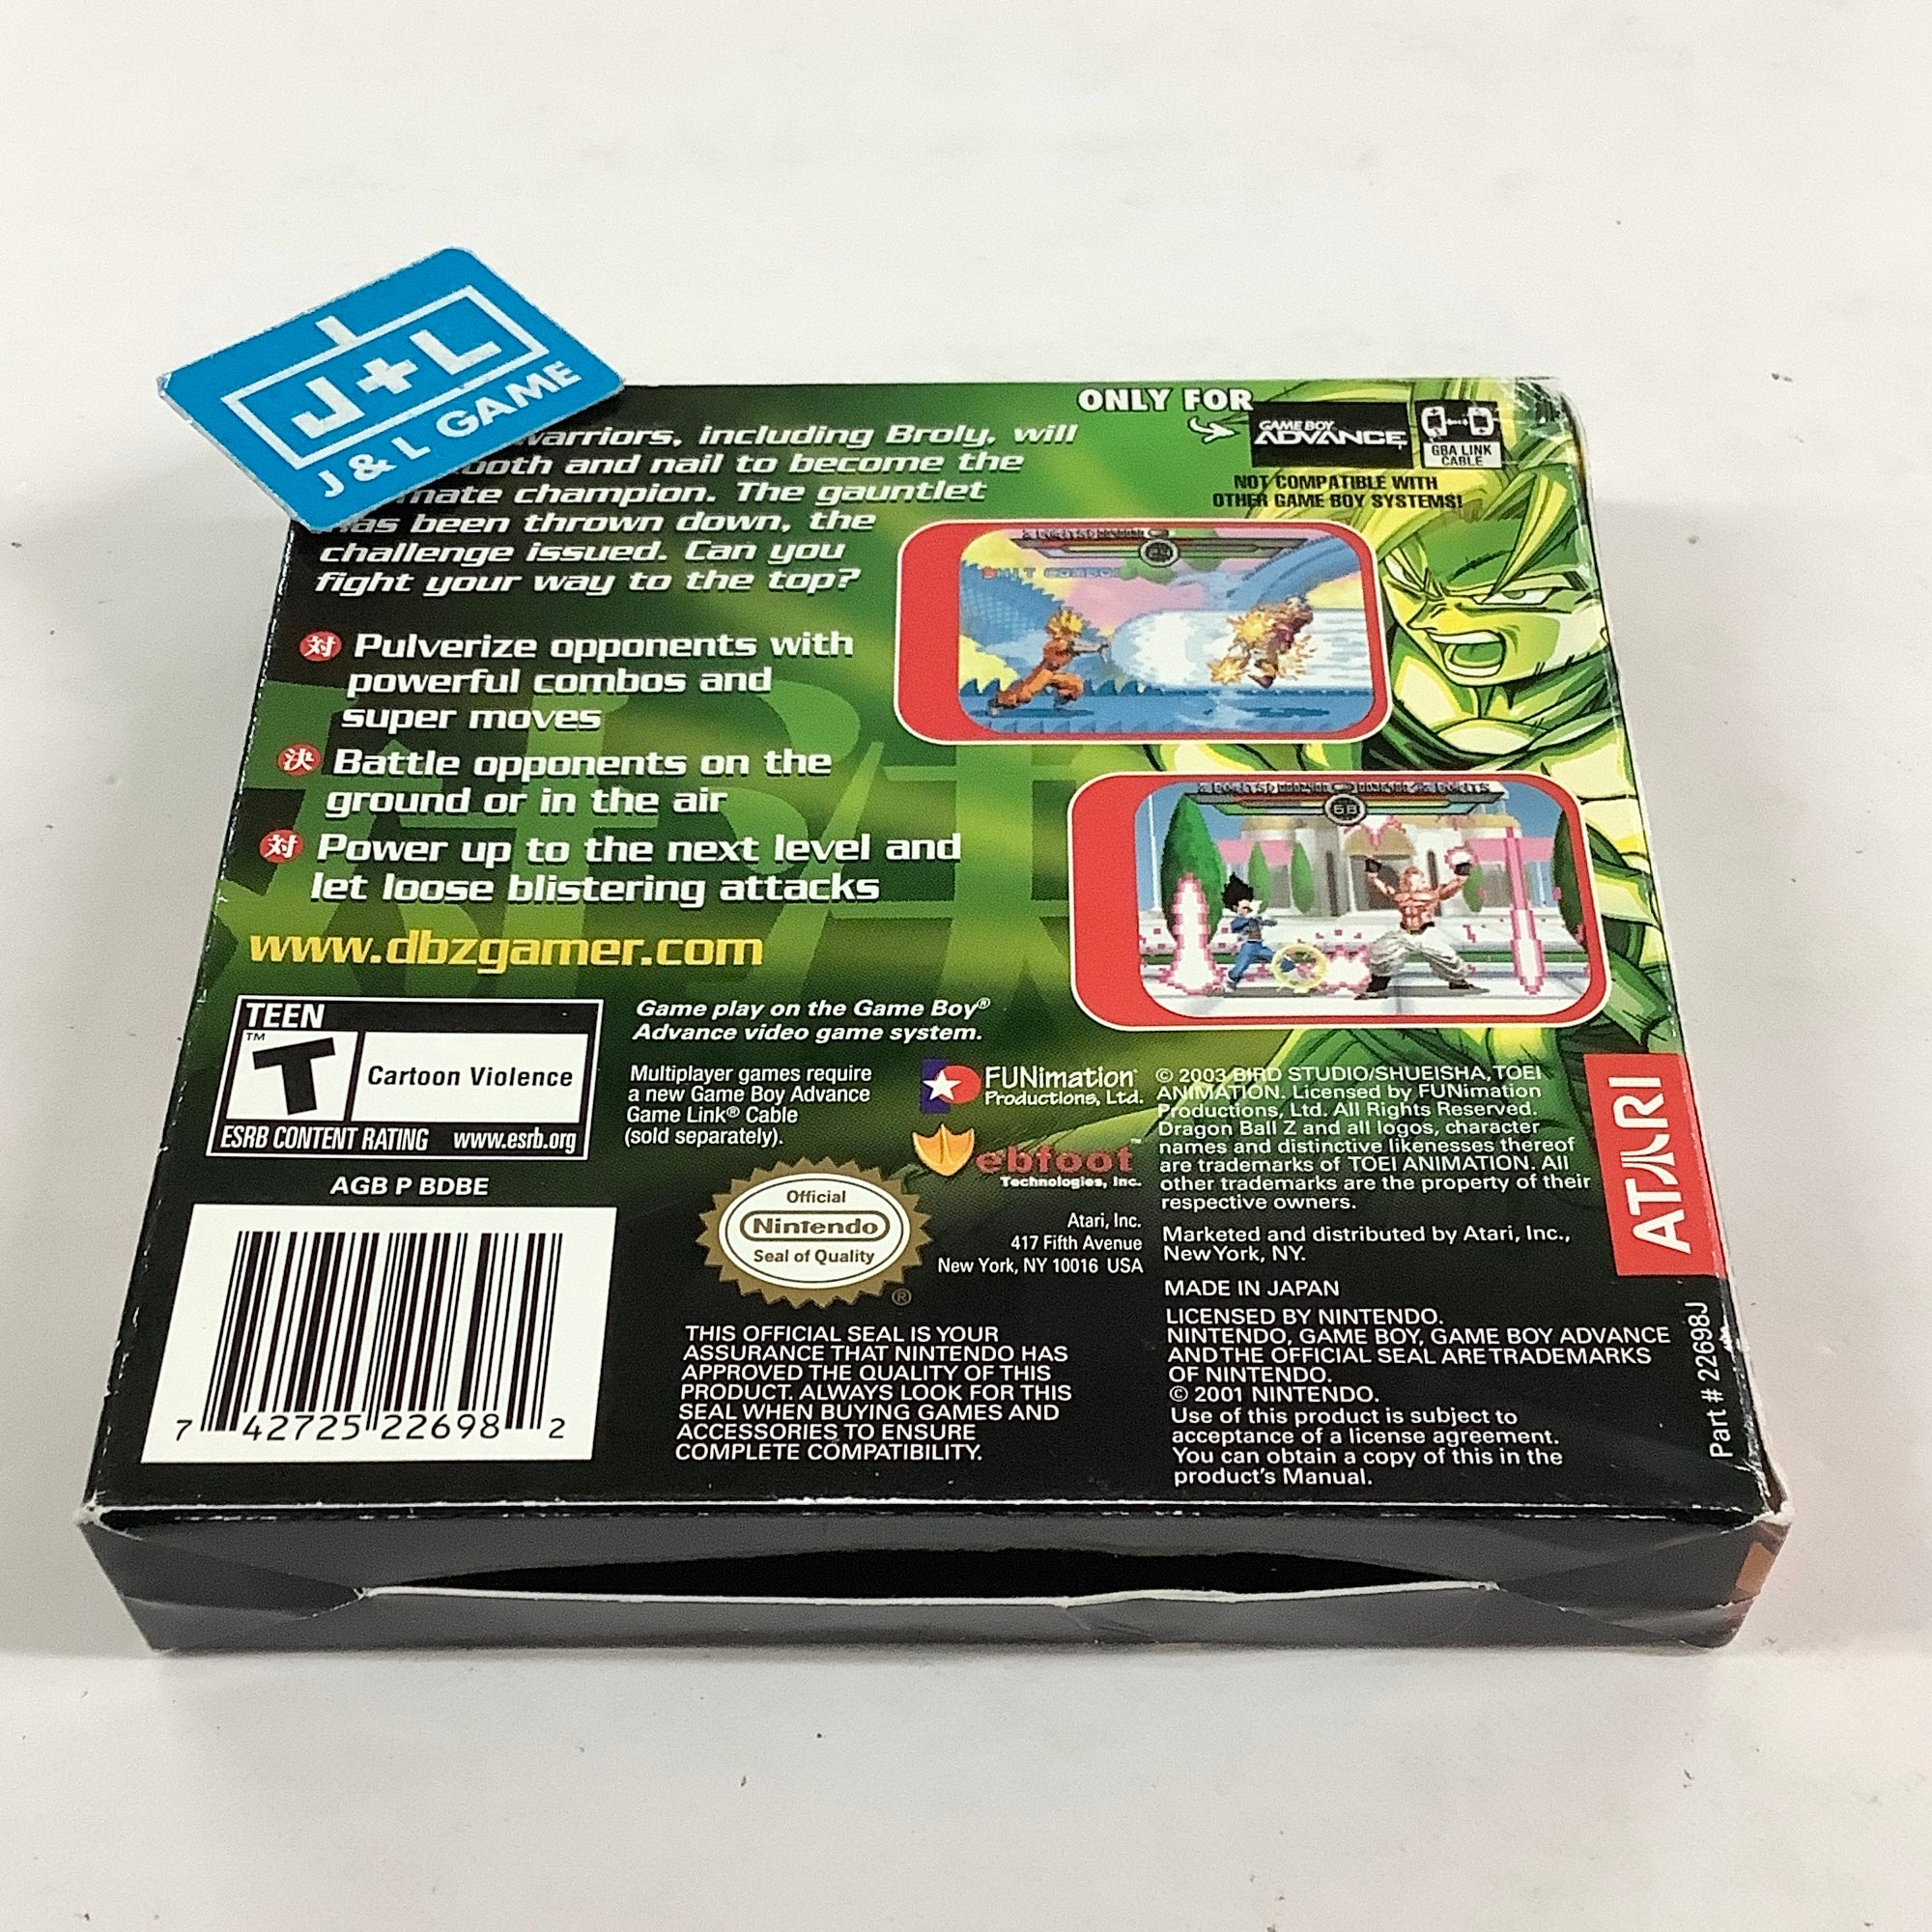 J+L
J & L GAME
warriors, including Broly, will
and nail to become the
champion. The gauntlet
has been thrown down, the
challenge issued. Can you
fight your way to the top?
ONLY FOR
GAME BOY
ADVANCE
GBA LINK
CABLE
NOT COMPATIBLE WITH
OTHER GAME BOY SYSTEMS!
対 Pulverize opponents with
powerful combos and
super moves
決 Battle opponents on the
ground or in the air
対 Power up to the next level and
let loose blistering attacks
www.dbzgamer.com
HIT COMBO
68
TEEN
T™
Cartoon Violence
ESRB CONTENT RATING www.esrb.org
Game play on the Game Boy®
Advance video game system.
Multiplayer games require
a new Game Boy Advance
Game Link® Cable
(sold separately).
FUNimation
Productions, Ltd.
Webfoot™
Technologies, Inc.
© 2003 BIRD STUDIO/SHUEISHA, TOEI
ANIMATION. Licensed by FUNimation
Productions, Ltd. All Rights Reserved.
Dragon Ball Z and all logos, character
names and distinctive likenesses thereof
are trademarks of TOEI ANIMATION. All
other trademarks are the property of their
respective owners.
ATARI
AGB P BDBE
7 42725 22698 2
Official
Nintendo
Seal of Quality
®
Atari, Inc.
417 Fifth Avenue
New York, NY 10016 USA
Marketed and distributed by Atari, Inc.,
New York, NY.
MADE IN JAPAN
THIS OFFICIAL SEAL IS YOUR
ASSURANCE THAT NINTENDO HAS
APPROVED THE QUALITY OF THIS
PRODUCT. ALWAYS LOOK FOR THIS
SEAL WHEN BUYING GAMES AND
ACCESSORIES TO ENSURE
COMPLETE COMPATIBILITY.
LICENSED BY NINTENDO.
NINTENDO, GAME BOY, GAME BOY ADVANCE
AND THE OFFICIAL SEAL ARE TRADEMARKS
OF NINTENDO.
© 2001 NINTENDO.
Use of this product is subject to
acceptance of a license agreement.
You can obtain a copy of this in the
product's Manual.
Part # 22698J